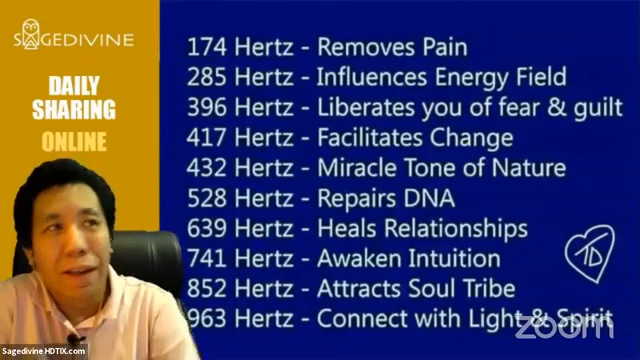 SAGEDIVINE
DAILY
SHARING
ONLINE
174 Hertz - Removes Pain
285 Hertz - Influences Energy Field
396 Hertz - Liberates you of fear & guilt
417 Hertz - Facilitates Change
432 Hertz - Miracle Tone of Nature
528 Hertz - Repairs DNA
639 Hertz - Heals Relationships
741 Hertz - Awaken Intuition
852 Hertz - Attracts Soul Tribe
963 Hertz - Connect with Light & Spirit
TD
zoom
Sagedivine HDTIX.com